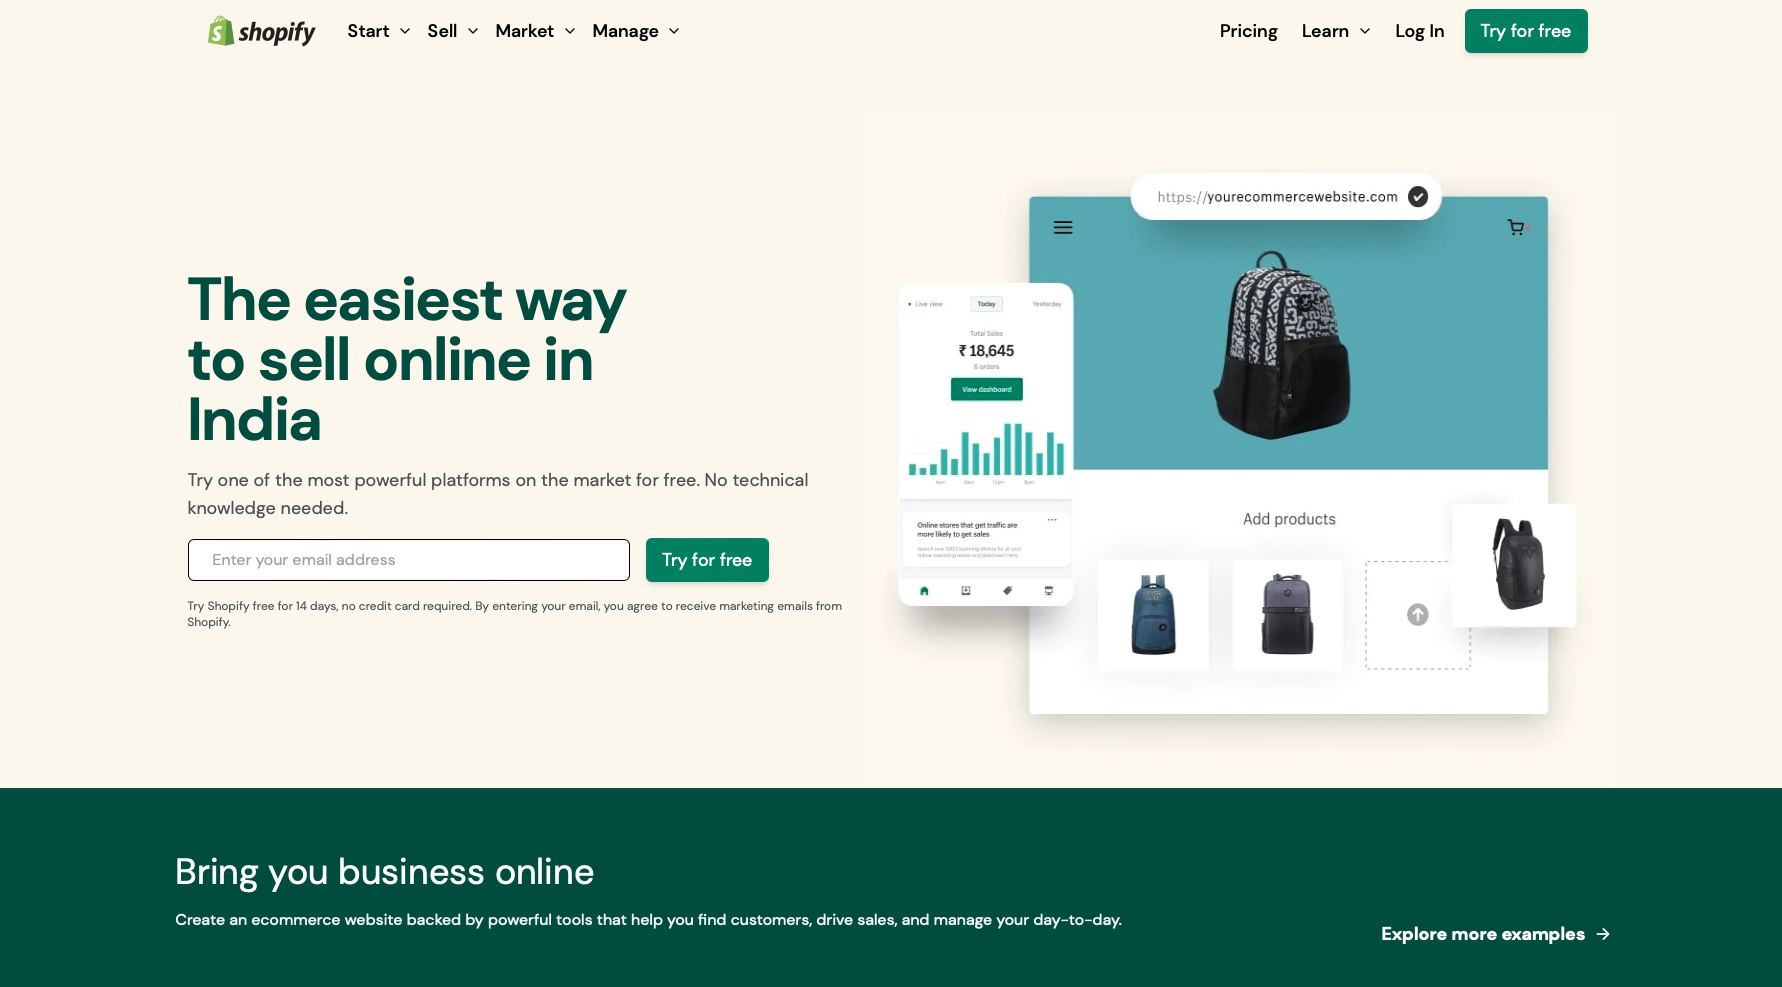 shopify
Start
Sell
Market
Manage
Pricing
Learn
Log In
Try for free
The easiest way
to sell online in
India
Try one of the most powerful platforms on the market for free. No technical
knowledge needed.
Enter your email address
Try for free
Try Shopify free for 14 days, no credit card required. By entering your email, you agree to receive marketing emails from
Shopify.
https://yourecommercewebsite.com
Live view
Today
Yesterday
Total Sales
₹ 18,645
6 orders
View dashboard
Online stores that get traffic are
more likely to get sales
Add products
Bring you business online
Create an ecommerce website backed by powerful tools that help you find customers, drive sales, and manage your day-to-day.
Explore more examples